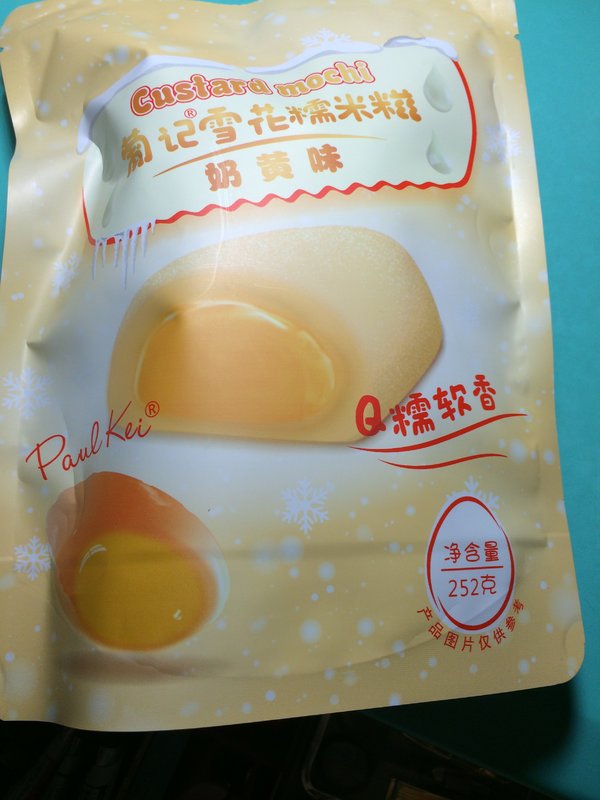 Custard mochi
葡记®雪花糯米糍
奶黄味
Q糯软香
Paul Kei®
净含量
252克
产品图片仅供参考